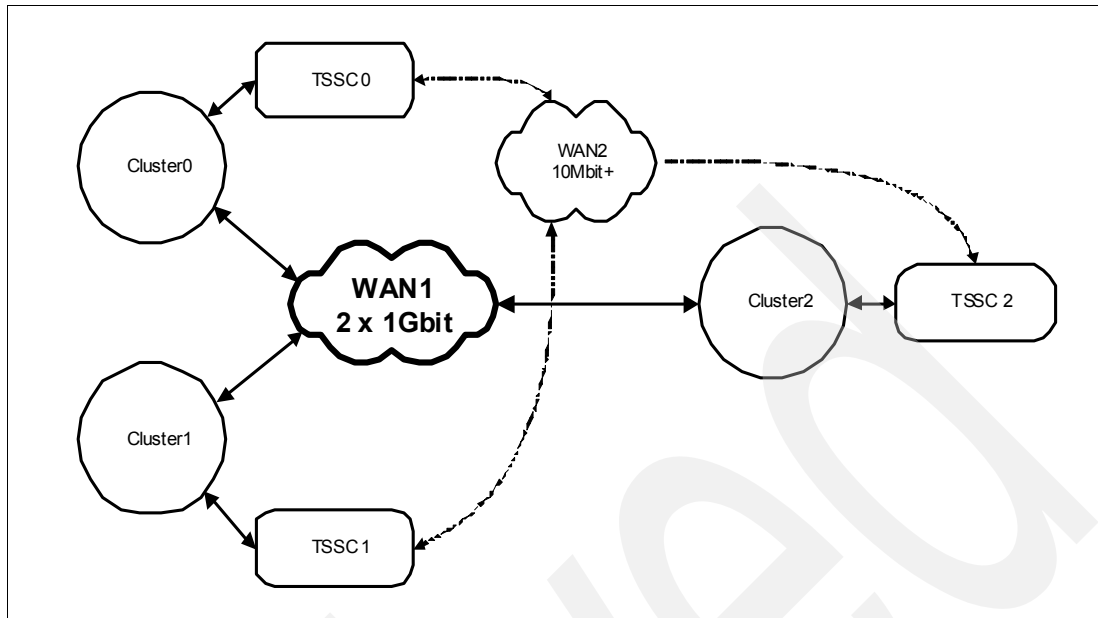 TSSC 0
WAN2
10Mbit+
Cluster0
WAN1
2 x 1Gbit
Cluster2
TSSC 2
Cluster1
TSSC 1